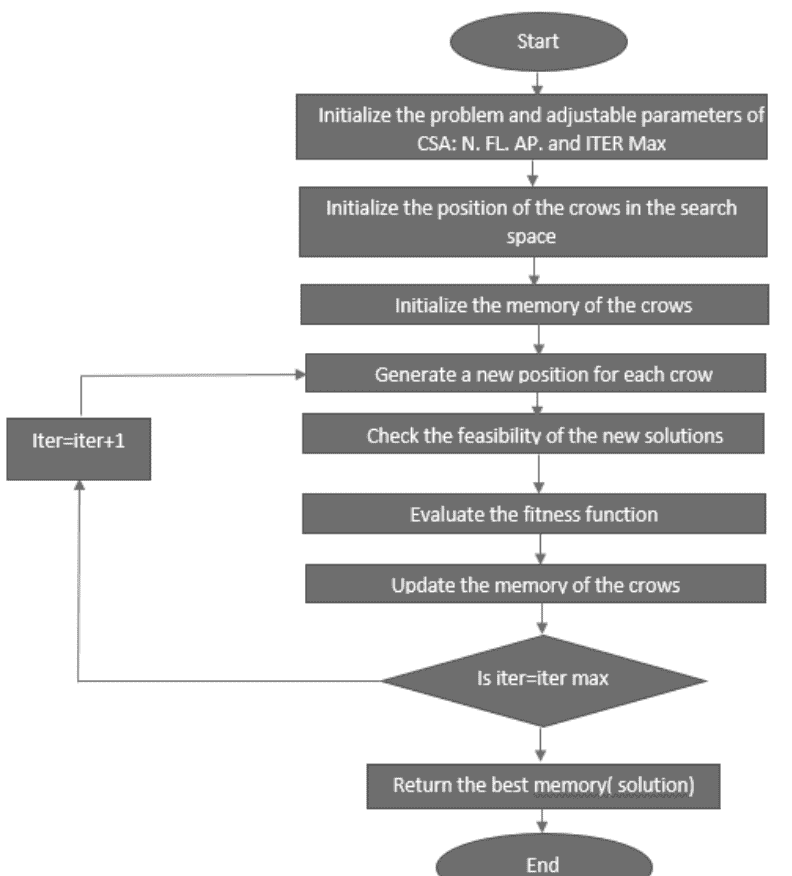 Start
Initialize the problem and adjustable parameters of
CSA: N. FL. AP. and ITER Max
Initialize the position of the crows in the search
space
Initialize the memory of the crows
Generate a new position for each crow
Iter=iter+1
Check the feasibility of the new solutions
Evaluate the fitness function
Update the memory of the crows
Is iter=iter max
Return the best memory( solution)
End